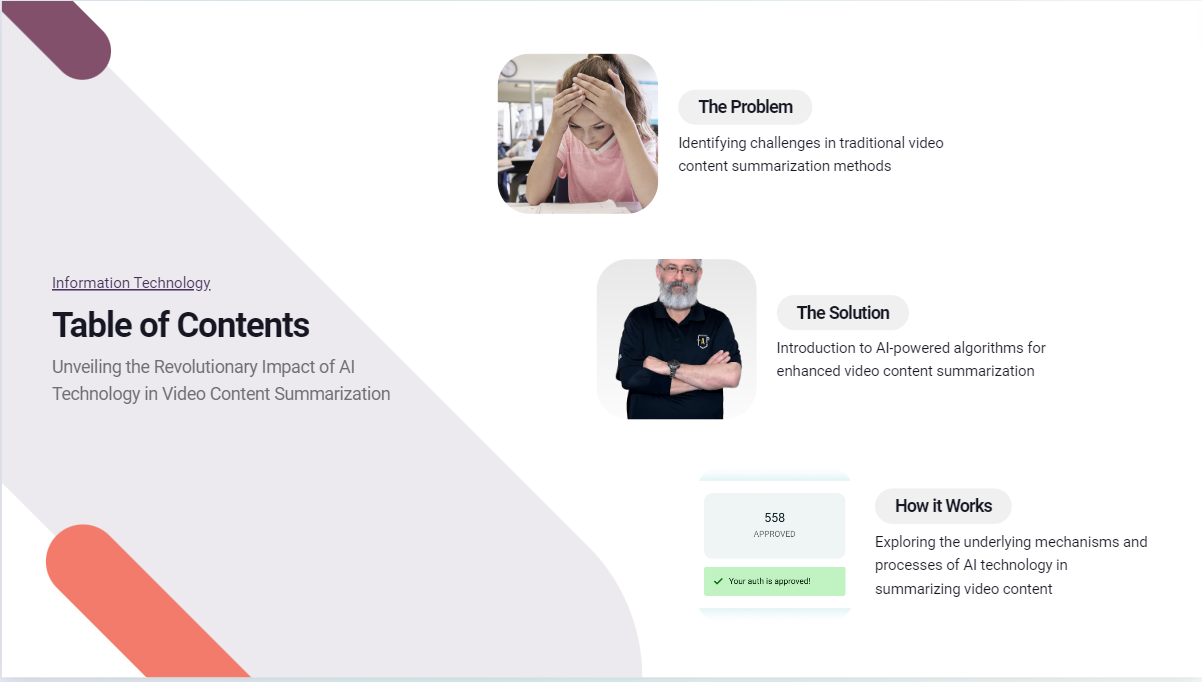 Information Technology
Table of Contents
Unveiling the Revolutionary Impact of AI
Technology in Video Content Summarization
The Problem
Identifying challenges in traditional video
content summarization methods
The Solution
Introduction to AI-powered algorithms for
enhanced video content summarization
558
APPROVED
Your auth is approved!
How it Works
Exploring the underlying mechanisms and
processes of AI technology in
summarizing video content